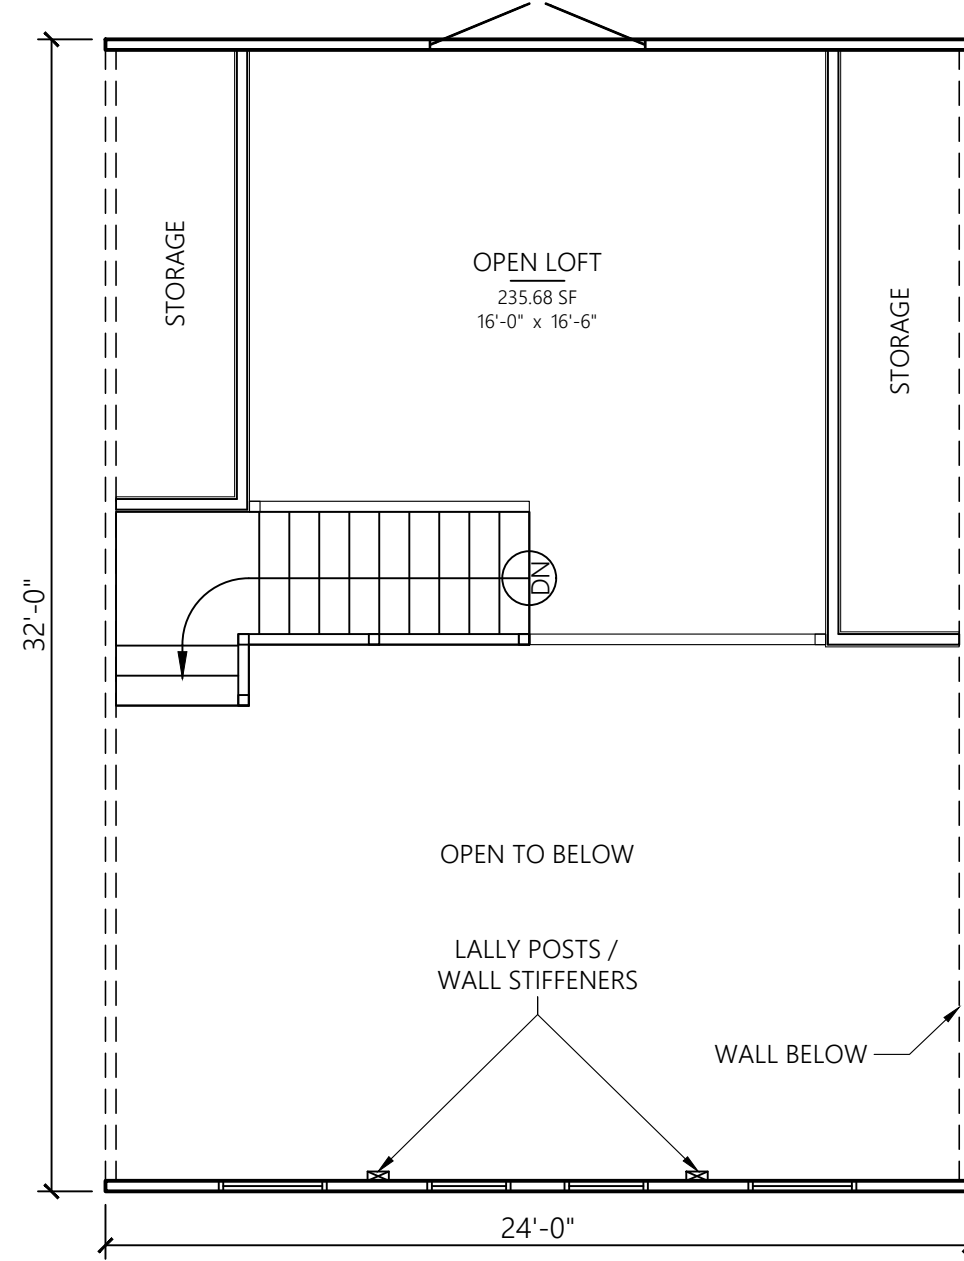 STORAGE
OPEN LOFT
235.68 SF
16'-0" x 16'-6"
STORAGE
DN
32'-0"
OPEN TO BELOW
LALLY POSTS /
WALL STIFFENERS
WALL BELOW
24'-0"